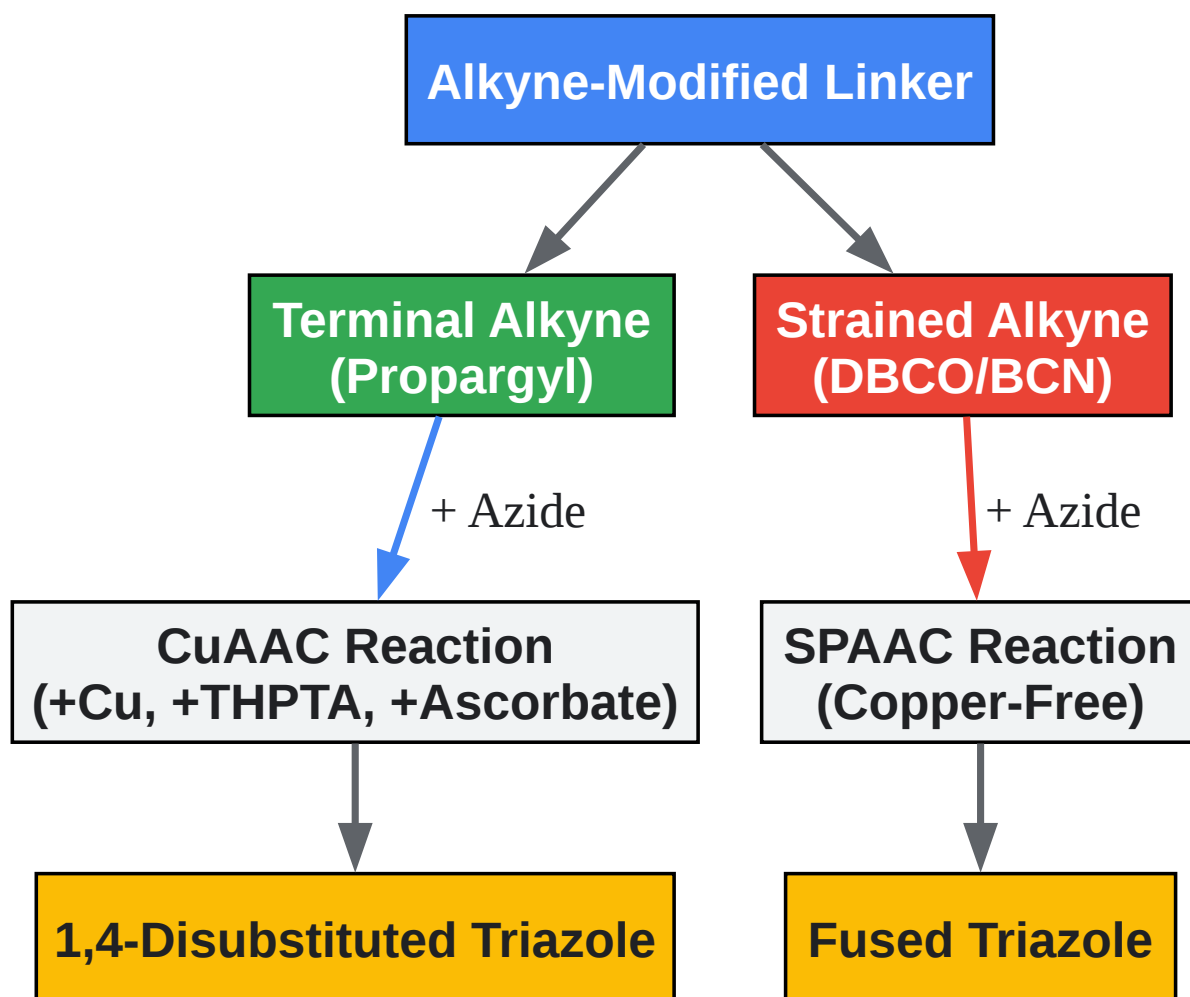 Alkyne-Modified Linker
Terminal Alkyne
(Propargyl)
Strained Alkyne
(DBCO/BCN)
+ Azide
+ Azide
CuAAC Reaction
(+Cu, +THPTA, +Ascorbate)
SPAAC Reaction
(Copper-Free)
1,4-Disubstituted Triazole
Fused Triazole